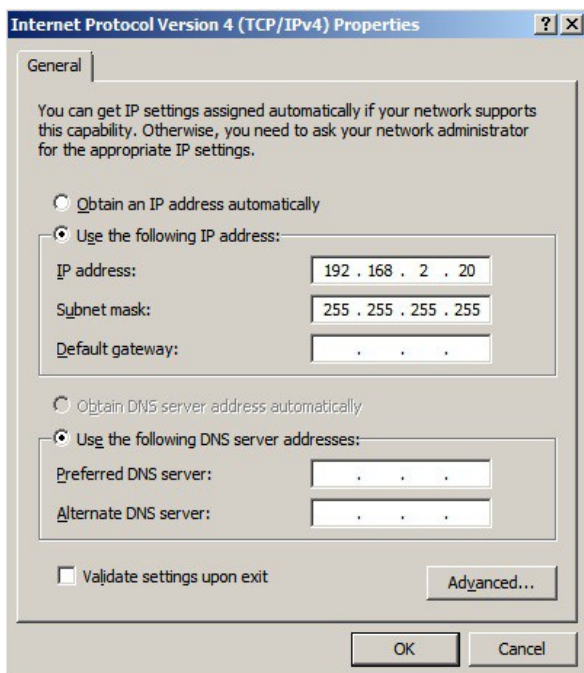 Internet Protocol Version 4 (TCP/IPv4) Properties
General
You can get IP settings assigned automatically if your network supports
this capability. Otherwise, you need to ask your network administrator
for the appropriate IP settings.
Obtain an IP address automatically
Use the following IP address:
IP address: 192 . 168 . 2 . 20
Subnet mask: 255 . 255 . 255 . 255
Default gateway: . . .
Obtain DNS server address automatically
Use the following DNS server addresses:
Preferred DNS server: . . .
Alternate DNS server: . . .
Validate settings upon exit
Advanced...
OK Cancel